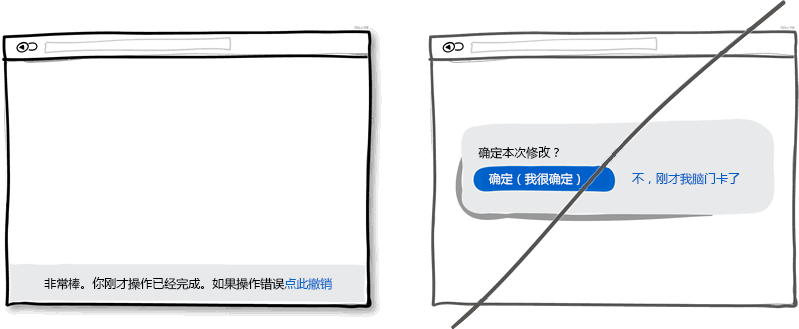 非常棒。你刚才操作已经完成。如果操作错误点此撤销
确定本次修改？
确定（我很确定）
不，刚才我脑门卡了